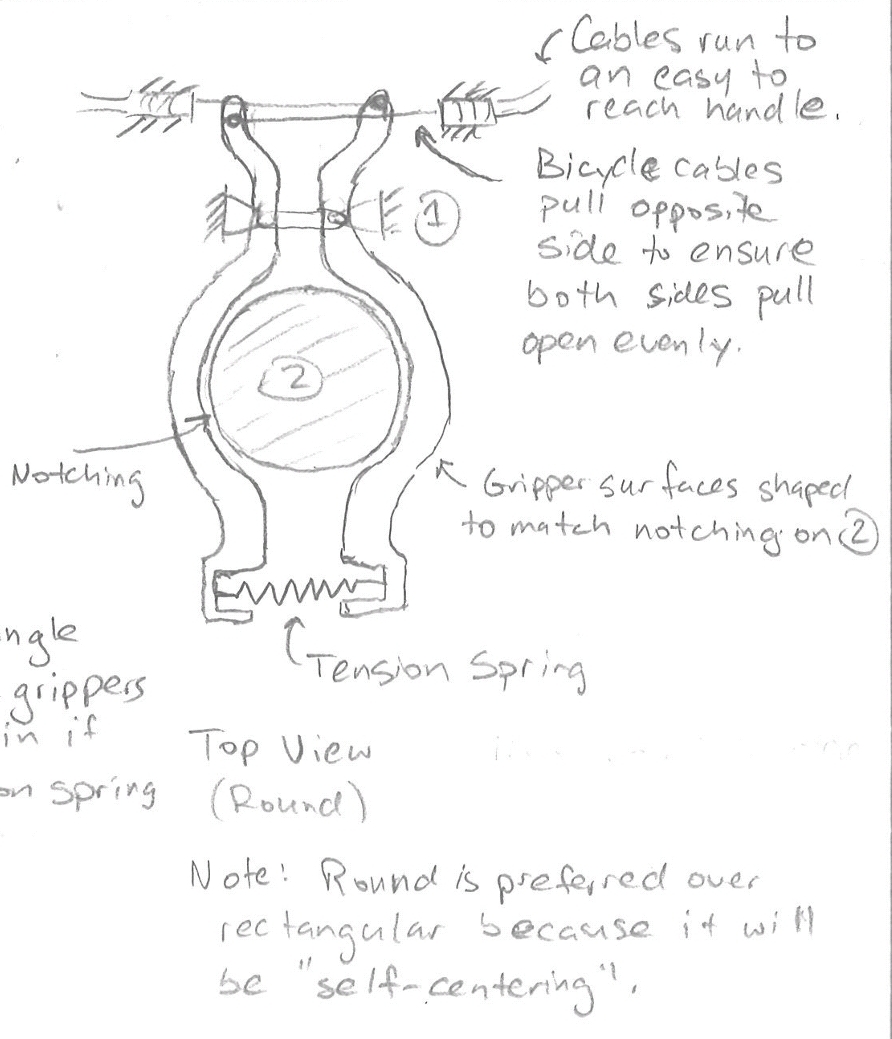 Cables run to
an easy to
reach handle.
Bicycle cables
pull opposite
side to ensure
both sides pull
open evenly.
1
2
Notching
Gripper surfaces shaped
to match notching on 2
Tension Spring
ngle
grippers
in if
on spring
Top View
(Round)
Note: Round is preferred over
rectangular because it will
be "self-centering".